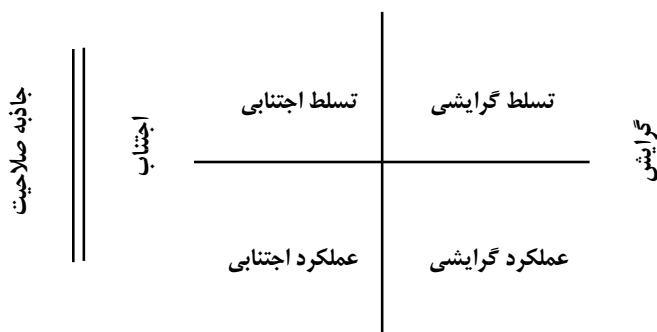 گرایش
تسلط گرایشی
تسلط اجتنابی
عملکرد گرایشی
عملکرد اجتنابی
اجتناب
جاذبه صلاحیت